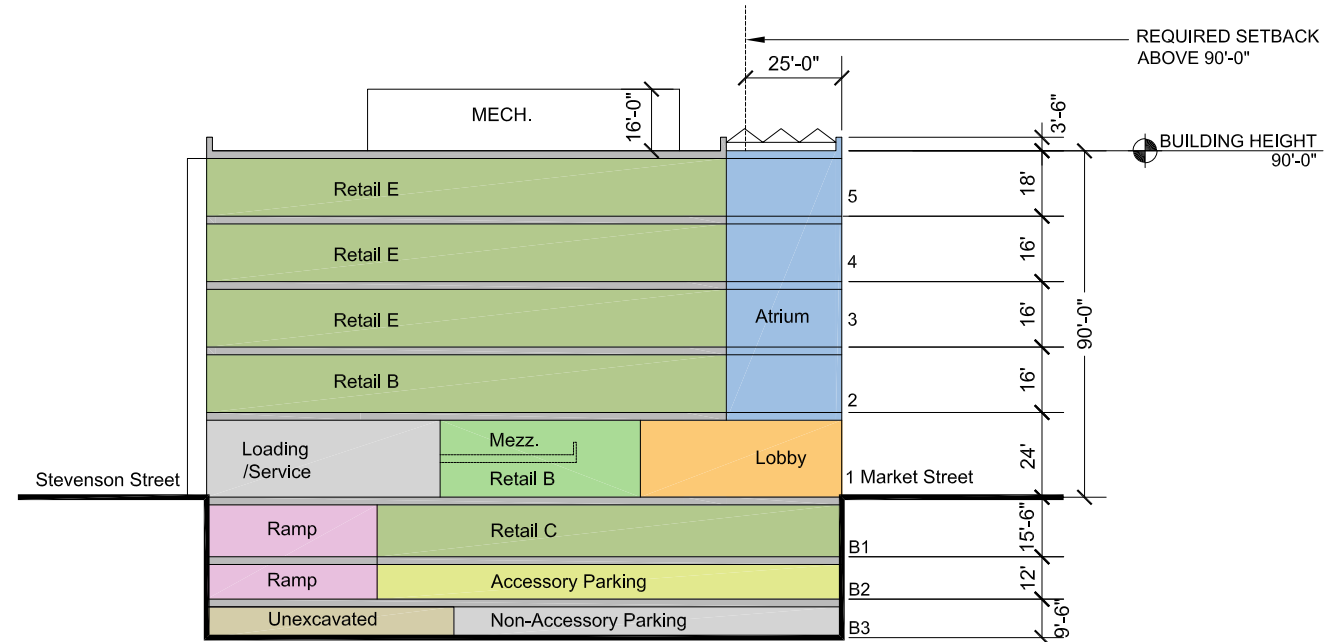 REQUIRED SETBACK
ABOVE 90'-0"
25'-0"
MECH.
16'-0"
3'-6"
BUILDING HEIGHT
90'-0"
Retail E
5
18'
Retail E
4
16'
Retail E
Atrium
3
16'
90'-0"
Retail B
2
16'
Loading
/Service
Mezz.
Retail B
Lobby
24'
Stevenson Street
1 Market Street
Ramp
Retail C
B1
15'-6"
Ramp
Accessory Parking
B2
12'
Unexcavated
Non-Accessory Parking
B3
9'-6"